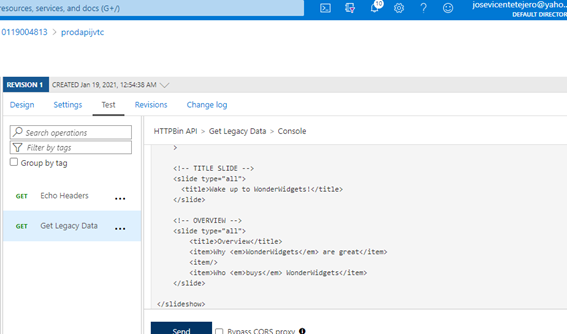 resources, services, and docs (G+/)
10
josevicentetejero@yaho...
DEFAULT DIRECTOR
0119004813 > prodapijvtc
REVISION 1 CREATED Jan 19, 2021, 12:54:38 AM
Design Settings Test Revisions Change log
Search operations
Filter by tags
Group by tag
GET Echo Headers ...
GET Get Legacy Data ...
HTTPBin API > Get Legacy Data > Console
>
<!-- TITLE SLIDE -->
<slide type="all">
<title>Wake up to WonderWidgets!</title>
</slide>
<!-- OVERVIEW -->
<slide type="all">
<title>Overview</title>
<item>Why <em>WonderWidgets</em> are great</item>
<item/>
<item>Who <em>buys</em> WonderWidgets</item>
</slide>
</slideshow>
Send Bypass CORS proxy